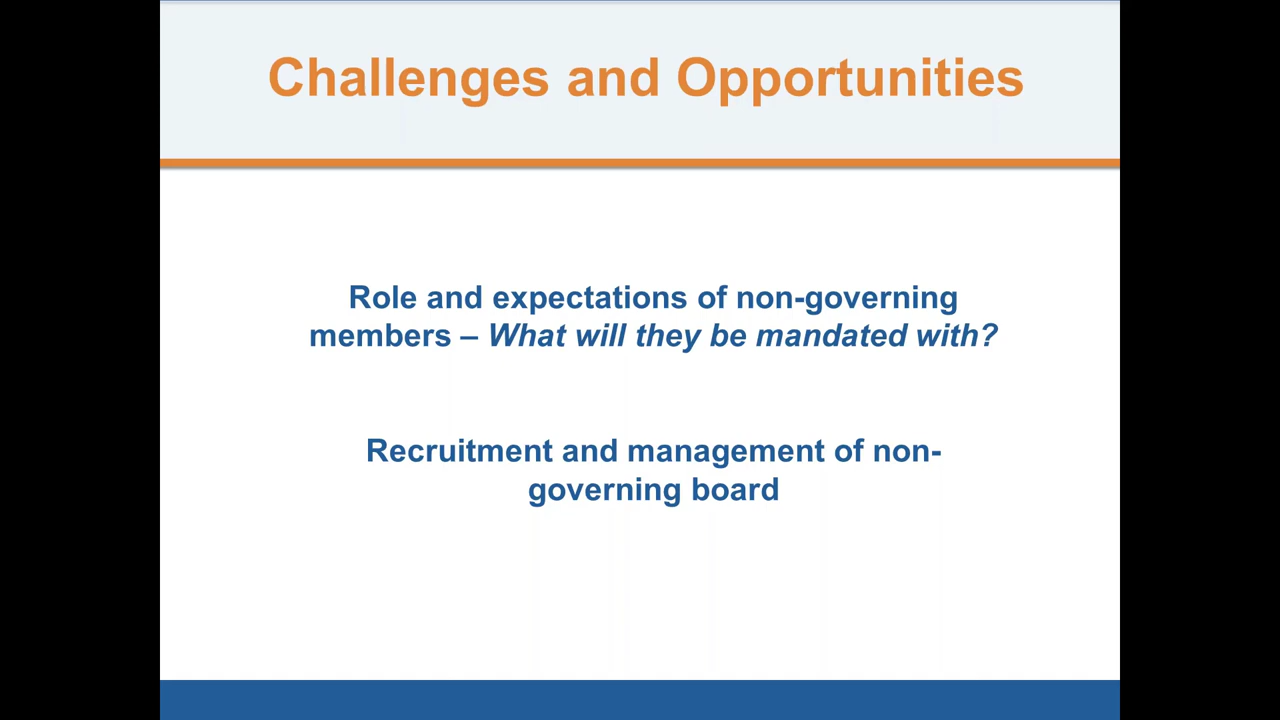 Challenges and Opportunities
Role and expectations of non-governing
members – What will they be mandated with?
Recruitment and management of non-
governing board